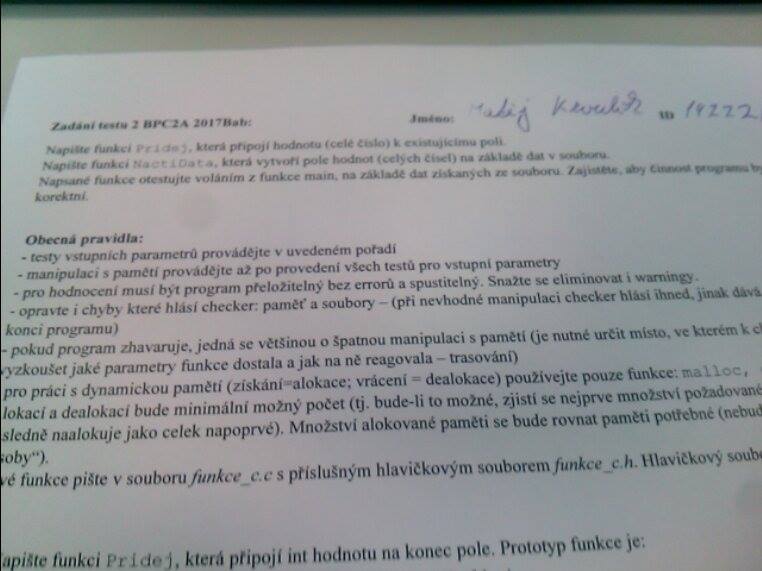 Zadání testu 2 BPC2A 2017Bab: Jméno: Matěj ID 14222
Napište funkci Pridej, která připojí hodnotu (celé číslo) k existujícímu poli.
Napište funkci NactiData, která vytvoří pole hodnot (celých čísel) na základě dat v souboru.
Napsané funkce otestujte voláním z funkce main, na základě dat získaných ze souboru. Zajistěte, aby činnost programu by
korektní.
Obecná pravidla:
- testy vstupních parametrů provádějte v uvedeném pořadí
- manipulaci s pamětí provádějte až po provedení všech testů pro vstupní parametry
- pro hodnocení musí být program přeložitelný bez errorů a spustitelný. Snažte se eliminovat i warningy.
- opravte i chyby které hlásí checker: paměť a soubory – (při nevhodné manipulaci checker hlásí ihned, jinak dává
konci programu)
- pokud program zhavaruje, jedná se většinou o špatnou manipulaci s pamětí (je nutné určit místo, ve kterém k c
vyzkoušet jaké parametry funkce dostala a jak na ně reagovala – trasování)
pro práci s dynamickou pamětí (získání=alokace; vrácení = dealokace) používejte pouze funkce: malloc,
lokací a dealokací bude minimální možný počet (tj. bude-li to možné, zjistí se nejprve množství požadované
sledně naalokuje jako celek napoprvé). Množství alokované paměti se bude rovnat paměti potřebné (nebud
soby“).
vé funkce pište v souboru funkce_c.c s příslušným hlavičkovým souborem funkce_c.h. Hlavičkový soubo
apište funkci Pridej, která připojí int hodnotu na konec pole. Prototyp funkce je: